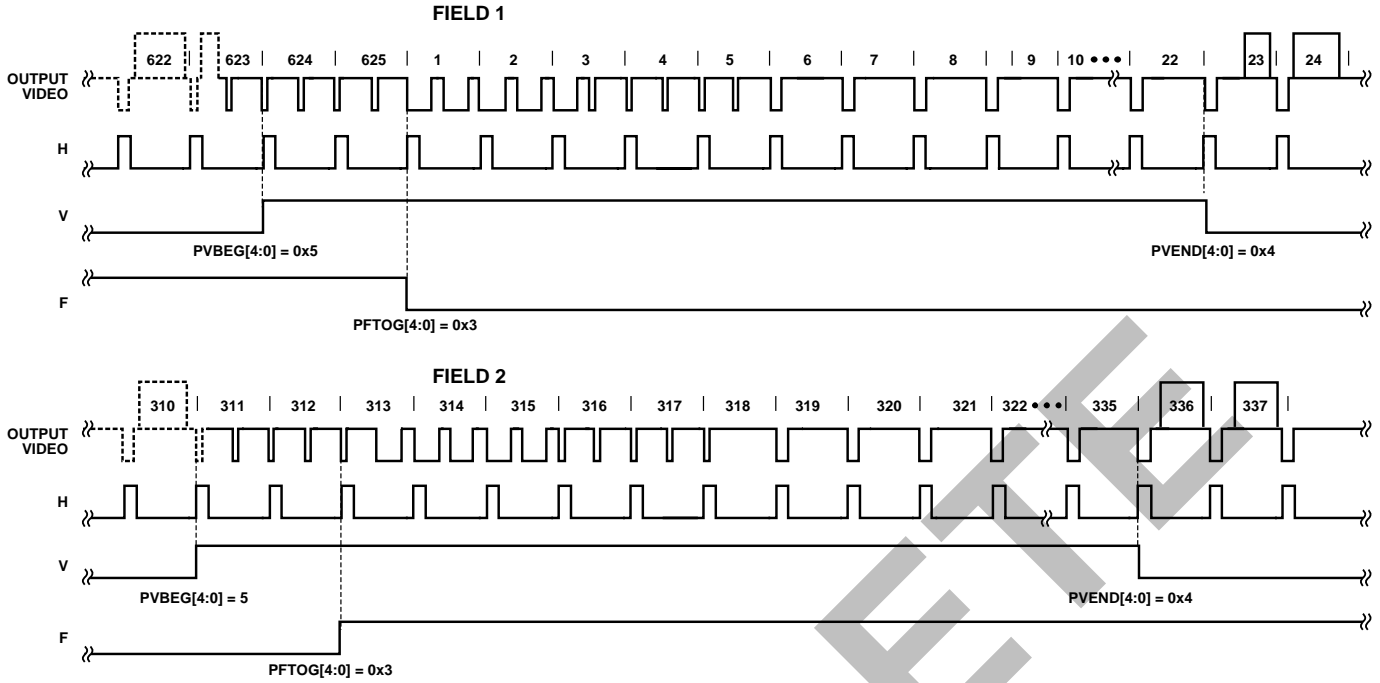 FIELD 1
622 623 624 625 1 2 3 4 5 6 7 8 9 10 ••• 22 23 24
OUTPUT
VIDEO
H
V
PVBEG[4:0] = 0x5
PVEND[4:0] = 0x4
F
PFTOG[4:0] = 0x3
FIELD 2
310 311 312 313 314 315 316 317 318 319 320 321 322 ••• 335 336 337
OUTPUT
VIDEO
H
V
PVBEG[4:0] = 5
PVEND[4:0] = 0x4
F
PFTOG[4:0] = 0x3
ETE